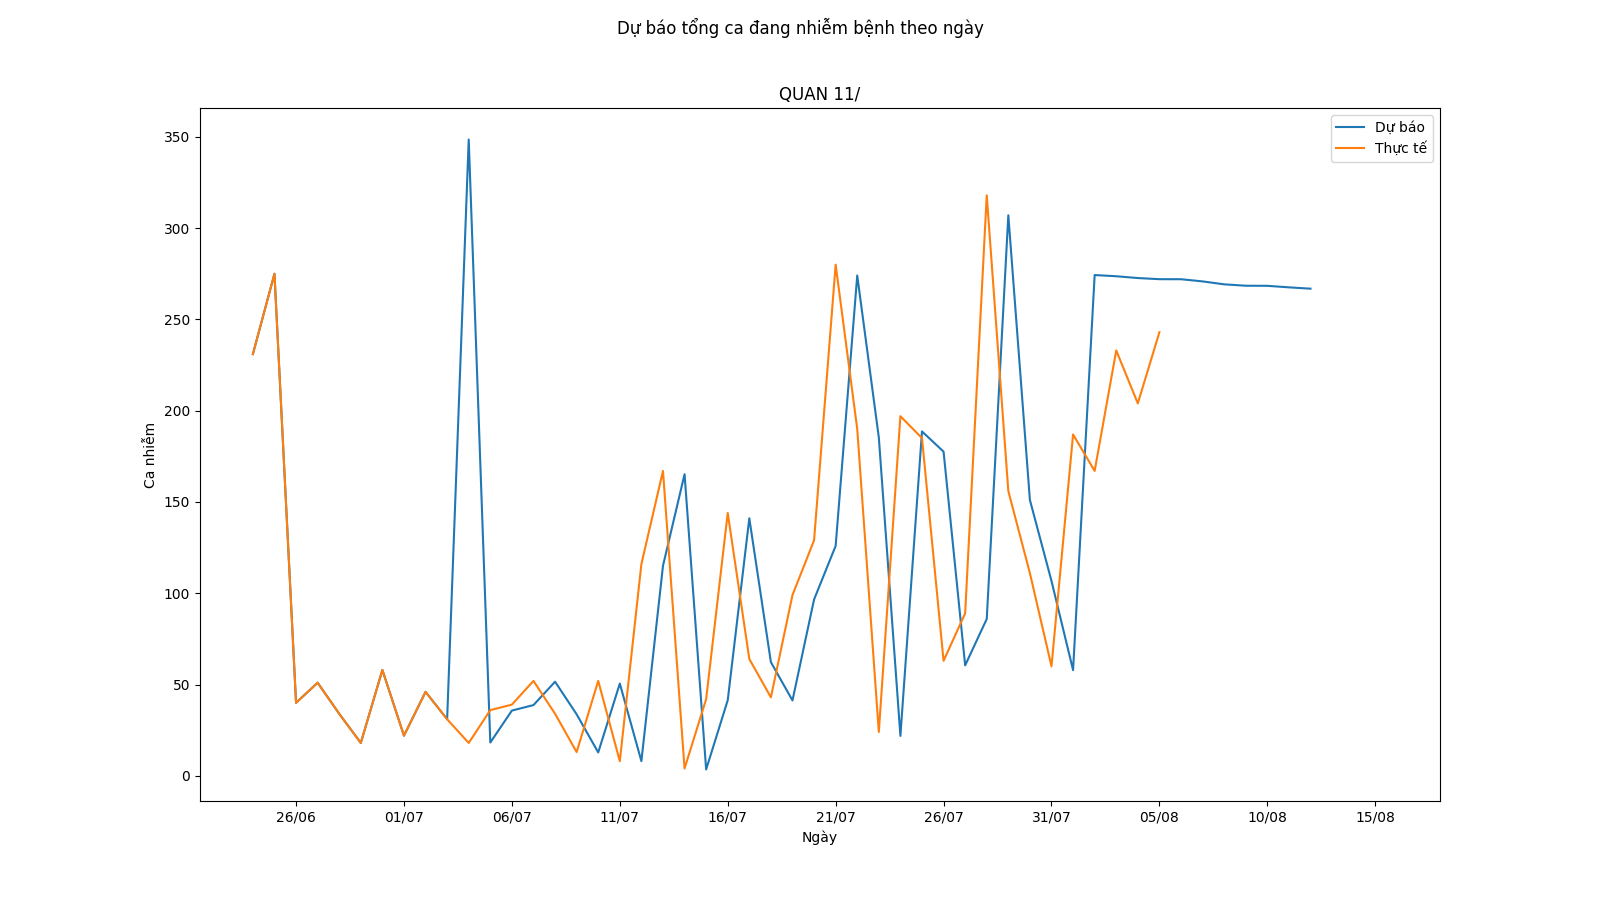 Dự báo tổng ca đang nhiễm bệnh theo ngày
QUAN 11/
Dự báo
Thực tế
350
300
250
200
150
100
50
0
Ca nhiễm
26/06 01/07 06/07 11/07 16/07 21/07 26/07 31/07 05/08 10/08 15/08
Ngày